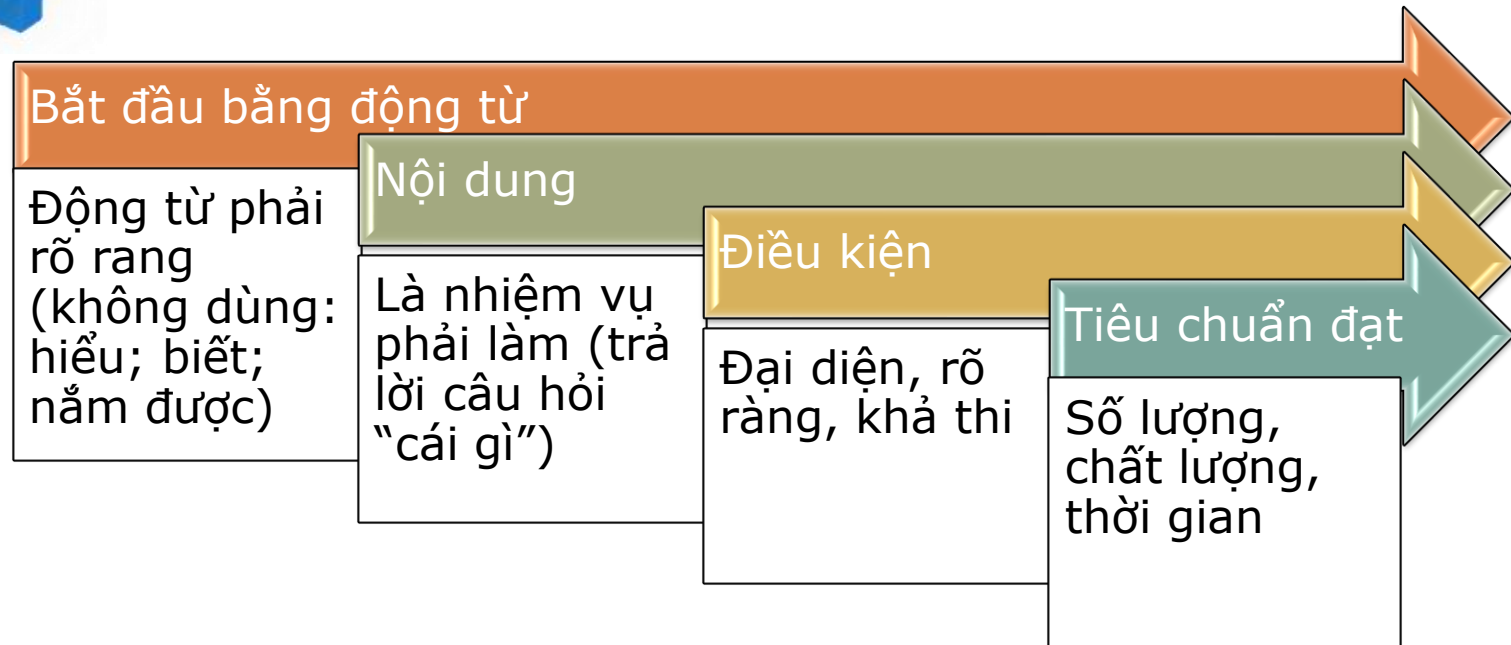 Bắt đầu bằng động từ
Động từ phải
rõ rang
(không dùng:
hiểu; biết;
nắm được)
Nội dung
Là nhiệm vụ
phải làm (trả
lời câu hỏi
“cái gì”)
Điều kiện
Đại diện, rõ
ràng, khả thi
Tiêu chuẩn đạt
Số lượng,
chất lượng,
thời gian